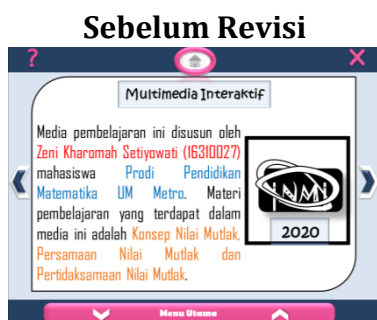 Sebelum Revisi
?
X
Multimedia Interaktif
Media pembelajaran ini disusun oleh
Zeni Kharomah Setiyowati (16310027)
mahasiswa Prodi Pendidikan
Matematika UM Metro. Materi
pembelajaran yang terdapat dalam
media ini adalah Konsep Nilai Mutlak,
Persamaan Nilai Mutlak dan
Pertidaksamaan Nilai Mutlak.
2020
Menu Utama